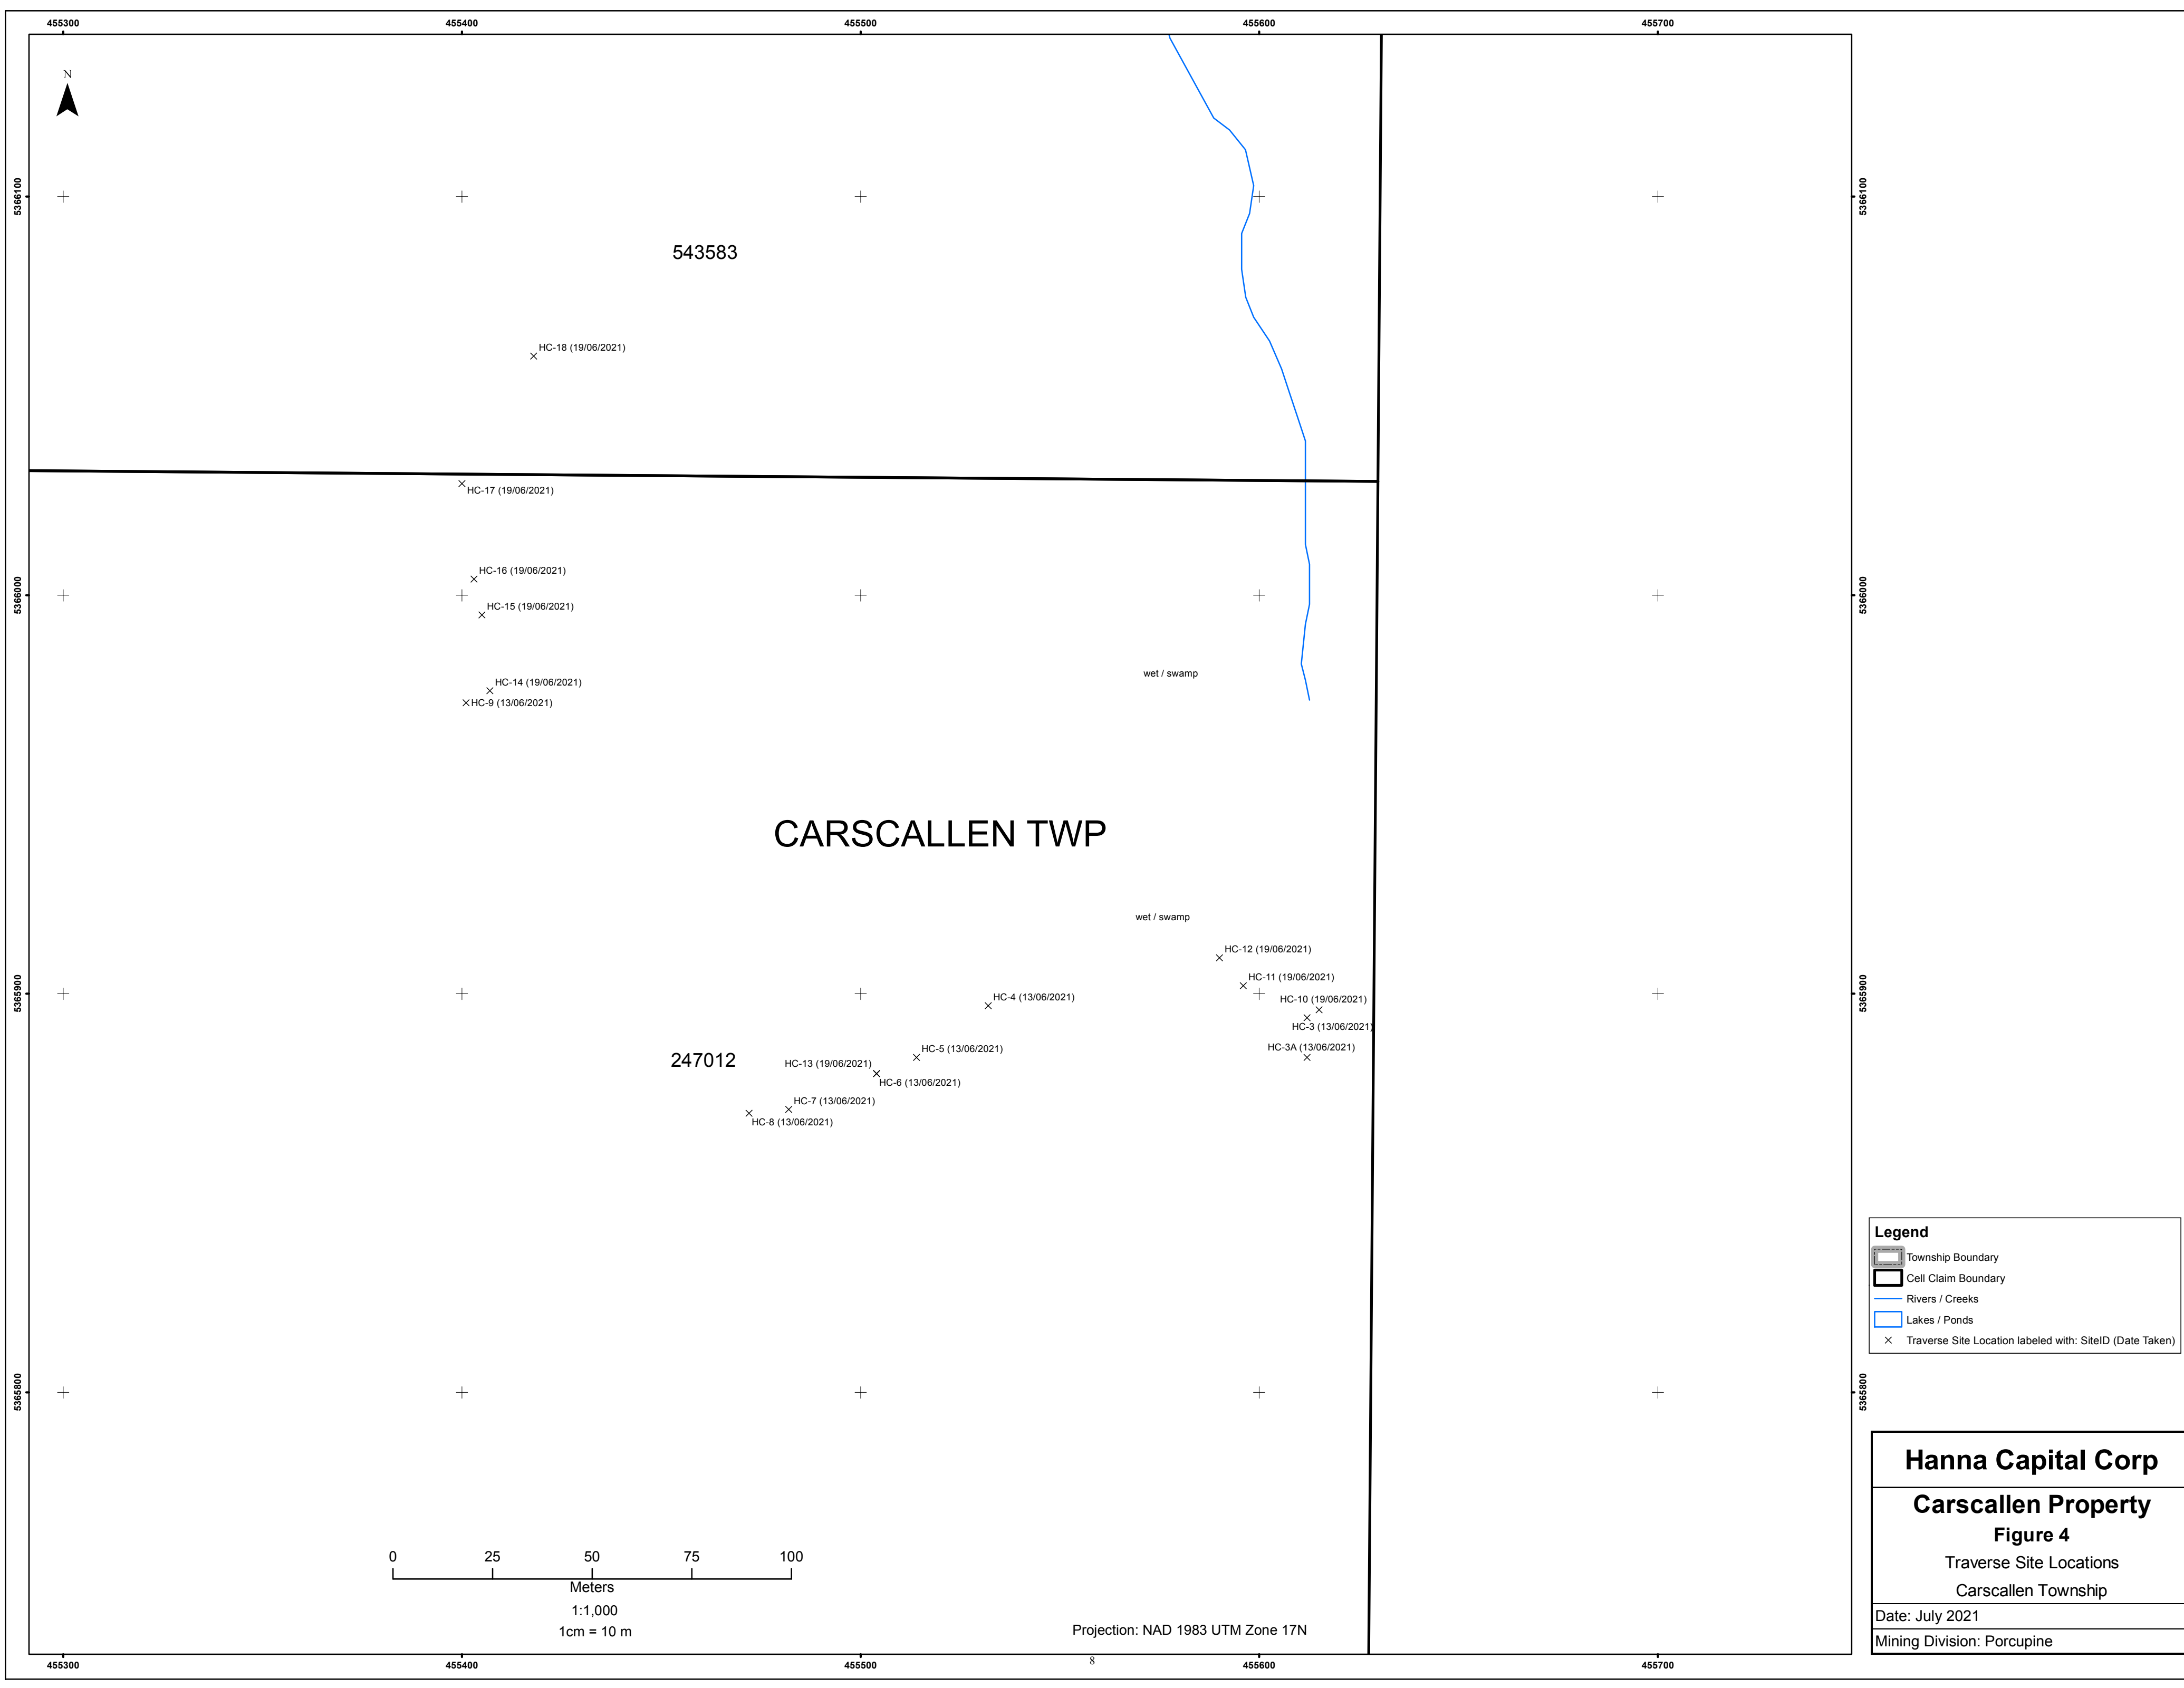 455300
455400
455500
455600
455700
N
5366100
5366100
543583
HC-18 (19/06/2021)
HC-17 (19/06/2021)
HC-16 (19/06/2021)
5366000
5366000
HC-15 (19/06/2021)
wet / swamp
HC-14 (19/06/2021)
HC-9 (13/06/2021)
CARSCALLEN TWP
wet / swamp
HC-12 (19/06/2021)
HC-11 (19/06/2021)
5365900
5365900
HC-4 (13/06/2021)
HC-10 (19/06/2021)
HC-3 (13/06/2021)
HC-5 (13/06/2021)
HC-3A (13/06/2021)
247012
HC-13 (19/06/2021)
HC-6 (13/06/2021)
HC-7 (13/06/2021)
HC-8 (13/06/2021)
Legend
Township Boundary
Cell Claim Boundary
Rivers / Creeks
Lakes / Ponds
Traverse Site Location labeled with: SiteID (Date Taken)
5365800
5365800
Hanna Capital Corp
Carscallen Property
Figure 4
Traverse Site Locations
Carscallen Township
Date: July 2021
Mining Division: Porcupine
0 25 50 75 100
Meters
1:1,000
1cm = 10 m
Projection: NAD 1983 UTM Zone 17N
8
455300
455400
455500
455600
455700